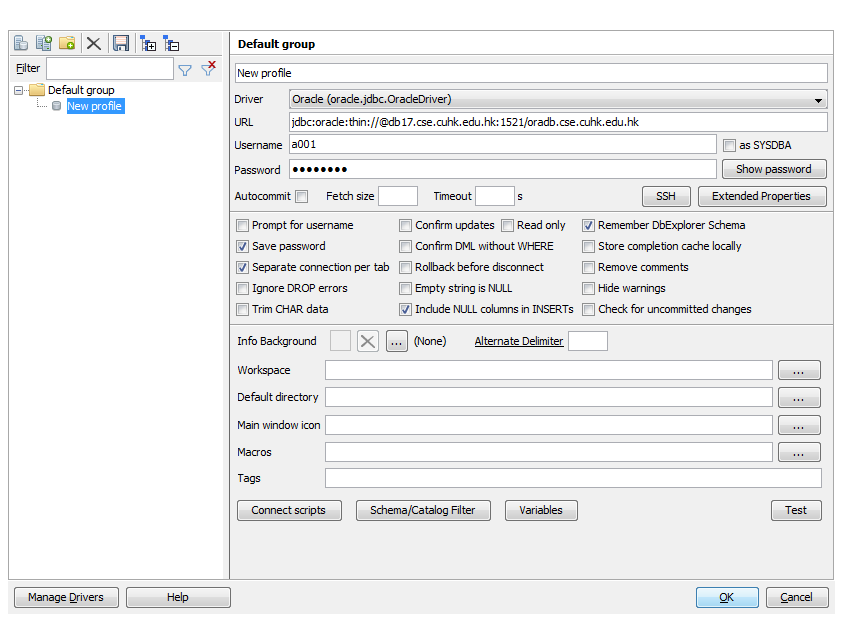 Default group
Filter
New profile
Default group
New profile
Driver Oracle (oracle.jdbc.OracleDriver)
URL jdbc:oracle:thin://@db17.cse.cuhk.edu.hk:1521/oradb.cse.cuhk.edu.hk
Username a001 as SYSDBA
Password •••••••• Show password
Autocommit Fetch size Timeout s SSH Extended Properties
Prompt for username Confirm updates Read only Remember DbExplorer Schema
Save password Confirm DML without WHERE Store completion cache locally
Separate connection per tab Rollback before disconnect Remove comments
Ignore DROP errors Empty string is NULL Hide warnings
Trim CHAR data Include NULL columns in INSERTs Check for uncommitted changes
Info Background ... (None) Alternate Delimiter
Workspace ...
Default directory ...
Main window icon ...
Macros ...
Tags
Connect scripts Schema/Catalog Filter Variables Test
Manage Drivers Help OK Cancel